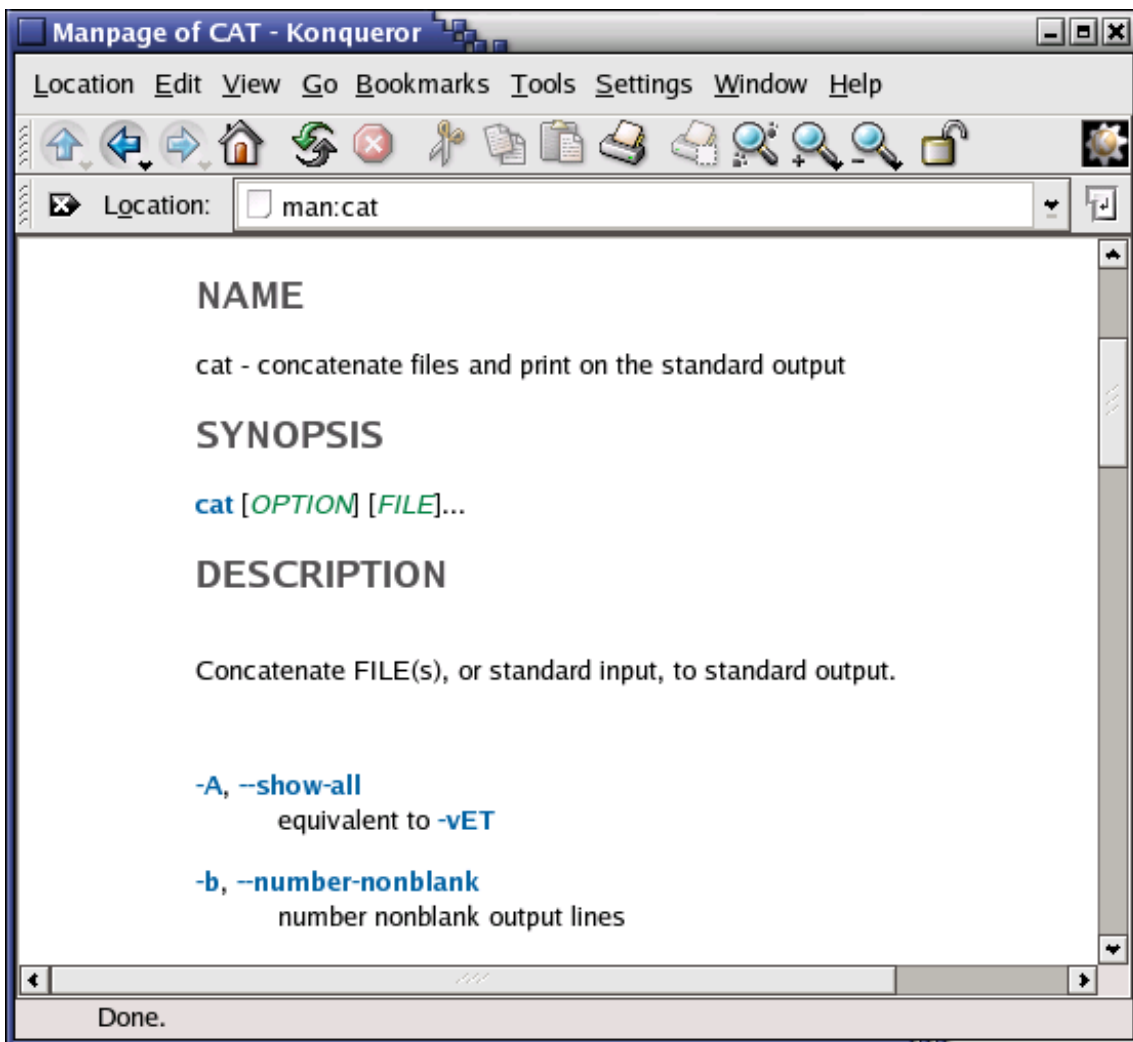 Manpage of CAT - Konqueror
Location Edit View Go Bookmarks Tools Settings Window Help
Location: man:cat
NAME
cat - concatenate files and print on the standard output
SYNOPSIS
cat [OPTION] [FILE]...
DESCRIPTION
Concatenate FILE(s), or standard input, to standard output.
-A, --show-all
equivalent to -vET
-b, --number-nonblank
number nonblank output lines
Done.